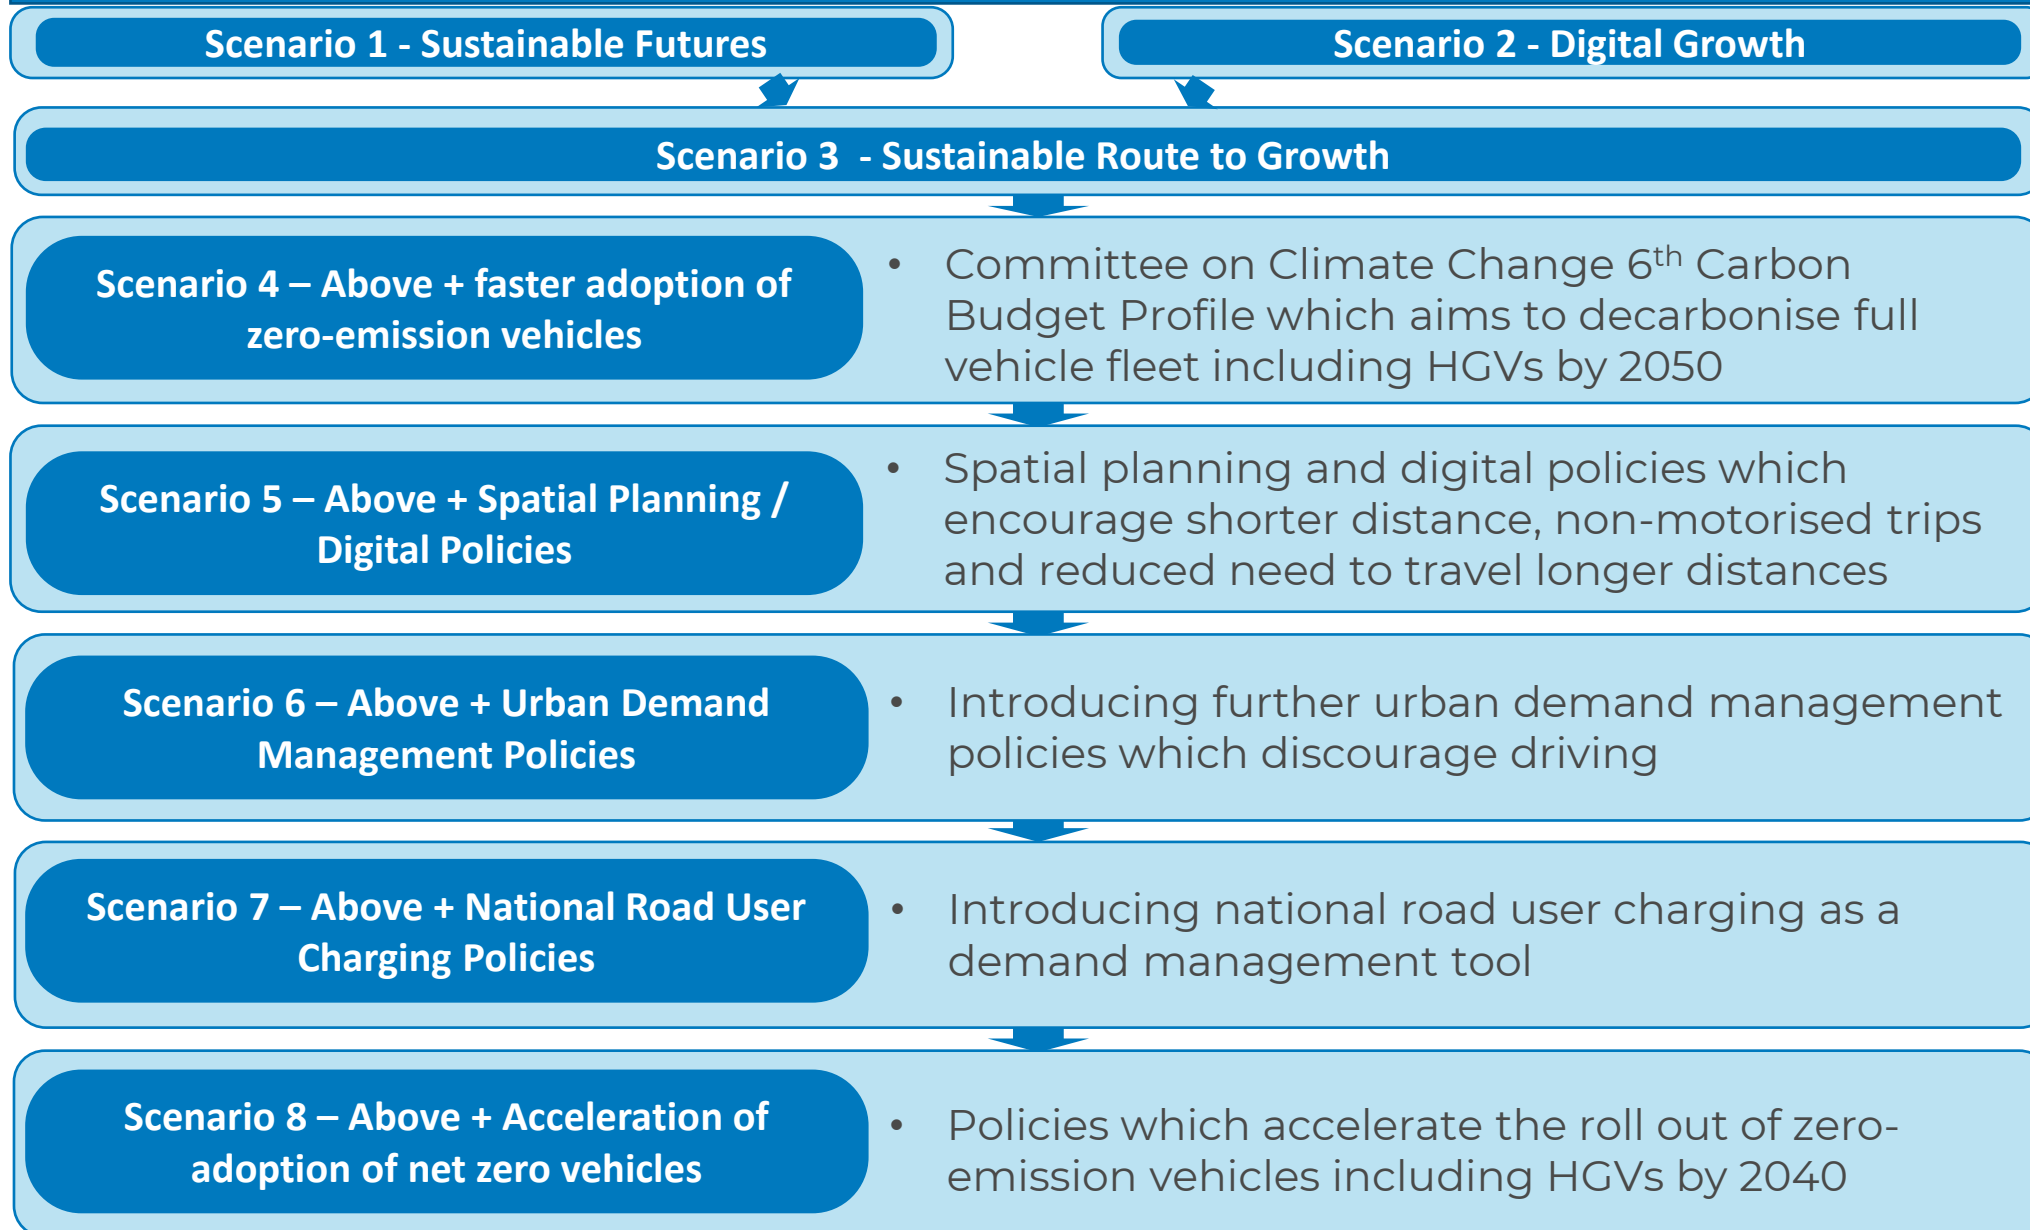 Scenario 1 - Sustainable Futures
Scenario 2 - Digital Growth
Scenario 3 - Sustainable Route to Growth
Scenario 4 – Above + faster adoption of
zero-emission vehicles
• Committee on Climate Change 6th Carbon
Budget Profile which aims to decarbonise full
vehicle fleet including HGVs by 2050
Scenario 5 – Above + Spatial Planning /
Digital Policies
• Spatial planning and digital policies which
encourage shorter distance, non-motorised trips
and reduced need to travel longer distances
Scenario 6 – Above + Urban Demand
Management Policies
• Introducing further urban demand management
policies which discourage driving
Scenario 7 – Above + National Road User
Charging Policies
• Introducing national road user charging as a
demand management tool
Scenario 8 – Above + Acceleration of
adoption of net zero vehicles
• Policies which accelerate the roll out of zero-
emission vehicles including HGVs by 2040